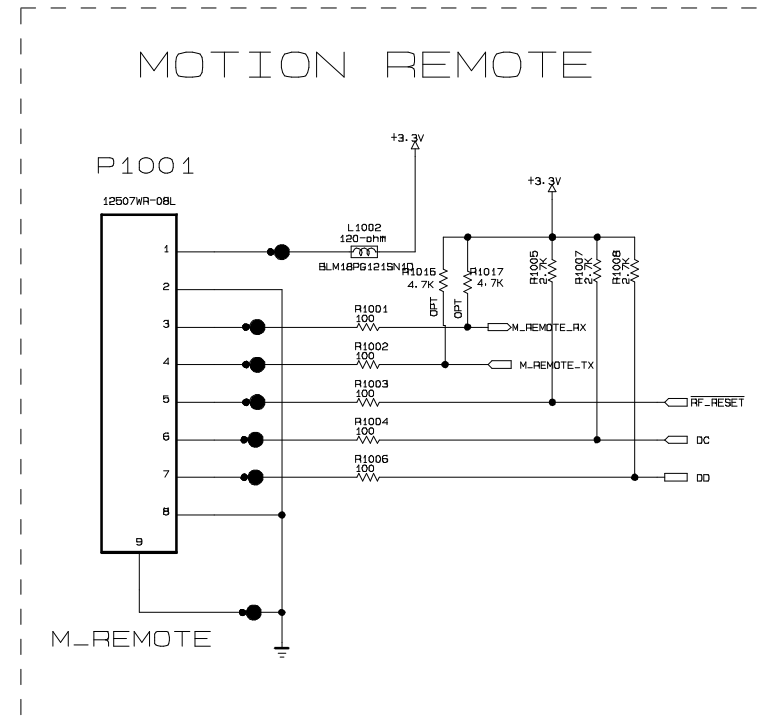 MOTION REMOTE
P1001
12507WR-08L
+3.3V
+3.3V
L1002
120-ohm
BLM18PG121SN1D
R1015
4.7K
OPT
R1017
4.7K
OPT
R1005
2.7K
R1007
2.7K
R1008
2.7K
1
2
3
R1001
100
M_REMOTE_RX
4
R1002
100
M_REMOTE_TX
5
R1003
100
RF_RESET
6
R1004
100
DC
7
R1006
100
DD
8
9
M_REMOTE